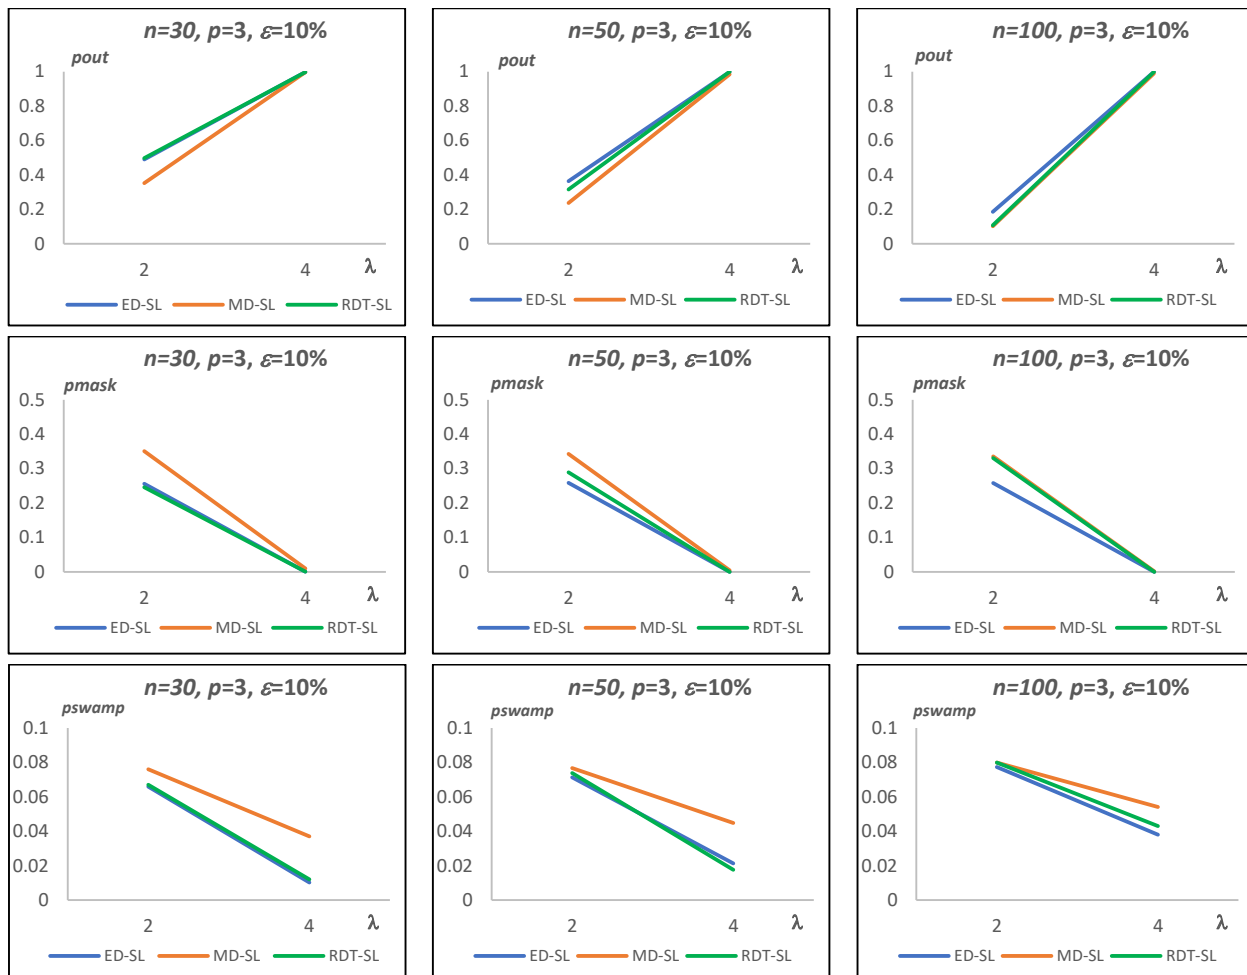 n=30, p=3, ε=10%
pout
1
0.8
0.6
0.4
0.2
0
2 4 λ
ED-SL MD-SL RDT-SL
n=50, p=3, ε=10%
pout
1
0.8
0.6
0.4
0.2
0
2 4 λ
ED-SL MD-SL RDT-SL
n=100, p=3, ε=10%
pout
1
0.8
0.6
0.4
0.2
0
2 4 λ
ED-SL MD-SL RDT-SL
n=30, p=3, ε=10%
pmask
0.5
0.4
0.3
0.2
0.1
0
2 4 λ
ED-SL MD-SL RDT-SL
n=50, p=3, ε=10%
pmask
0.5
0.4
0.3
0.2
0.1
0
2 4 λ
ED-SL MD-SL RDT-SL
n=100, p=3, ε=10%
pmask
0.5
0.4
0.3
0.2
0.1
0
2 4 λ
ED-SL MD-SL RDT-SL
n=30, p=3, ε=10%
pswamp
0.1
0.08
0.06
0.04
0.02
0
2 4 λ
ED-SL MD-SL RDT-SL
n=50, p=3, ε=10%
pswamp
0.1
0.08
0.06
0.04
0.02
0
2 4 λ
ED-SL MD-SL RDT-SL
n=100, p=3, ε=10%
pswamp
0.1
0.08
0.06
0.04
0.02
0
2 4 λ
ED-SL MD-SL RDT-SL